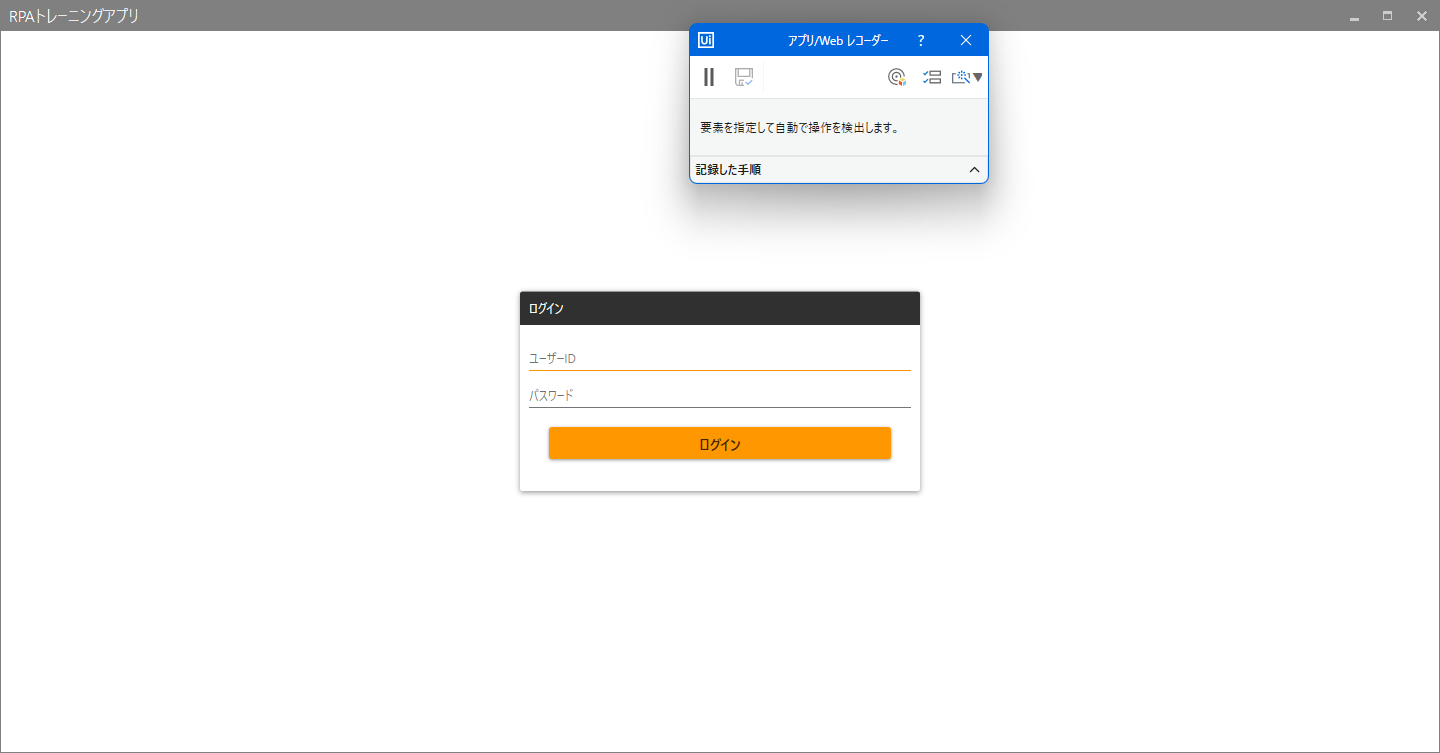 RPAトレーニングアプリ
Ui アプリ/Web レコーダー ?
要素を指定して自動で操作を検出します。
記録した手順
ログイン
ユーザーID
パスワード
ログイン